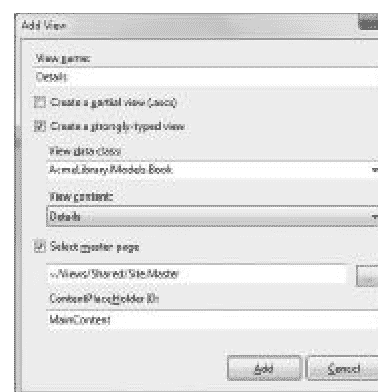 Add View
View name:
Details
Create a partial view (.ascx)
Create a strongly-typed view
View data class:
AcmeLibrary.Models.Book
View content:
Details
Select master page
~/Views/Shared/Site.Master
...
ContentPlaceHolder ID:
MainContent
Add
Cancel